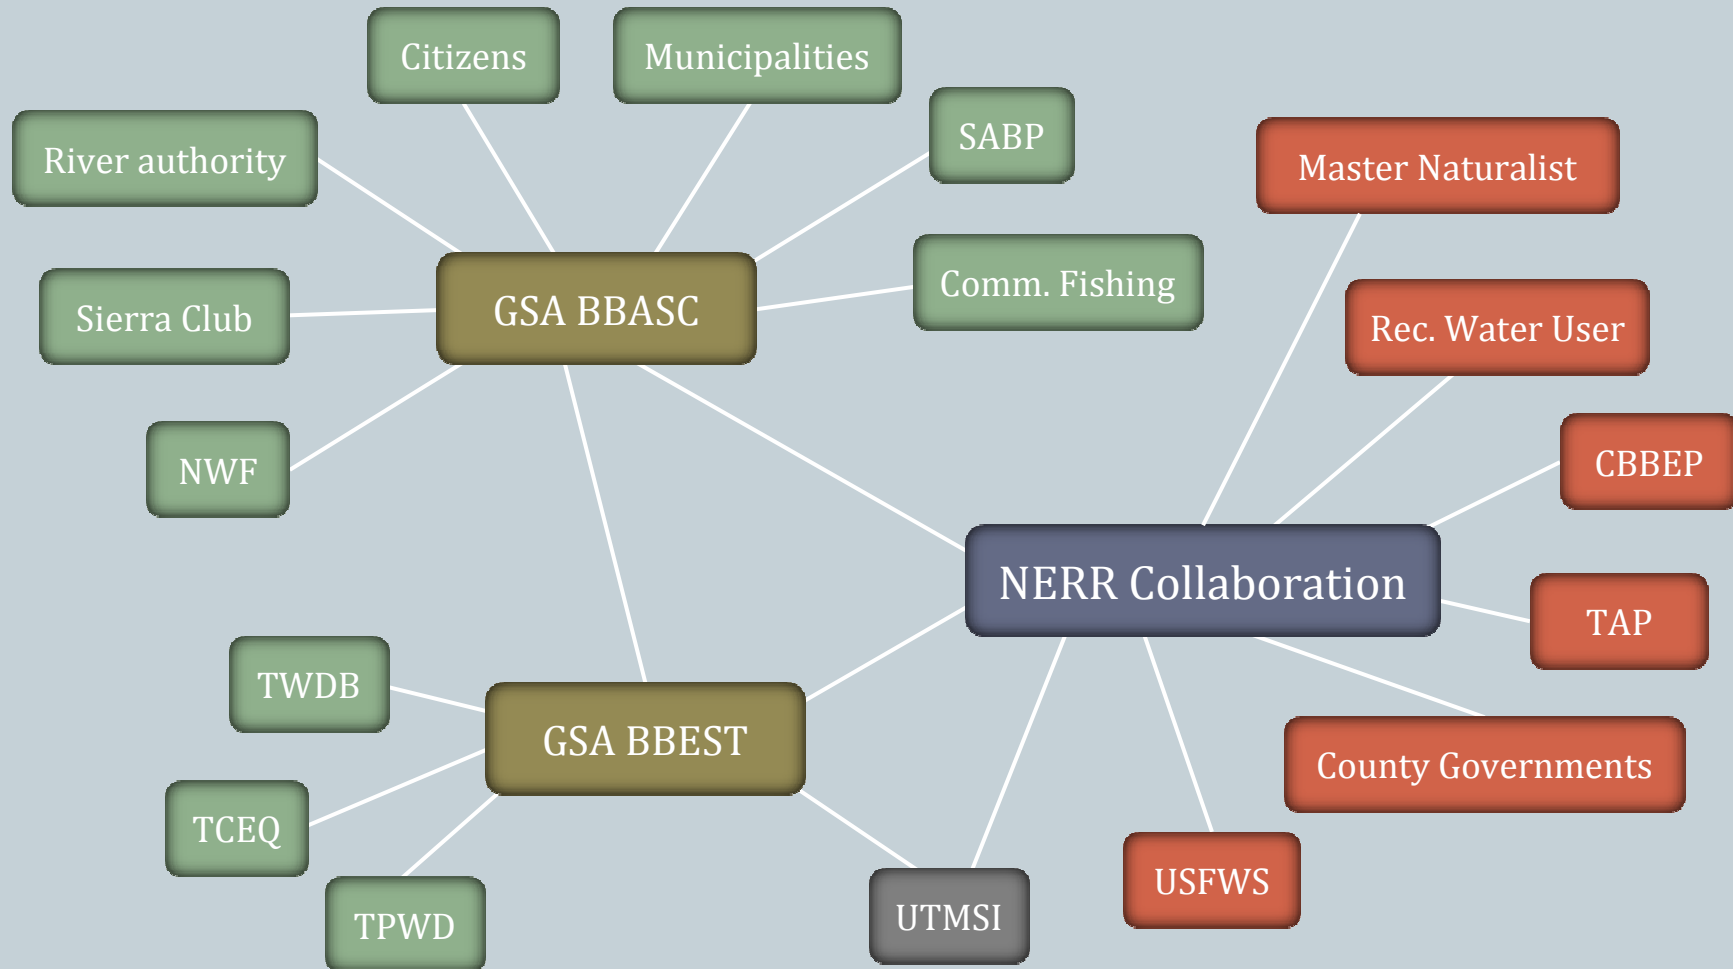 Citizens
Municipalities
SABP
River authority
Master Naturalist
Comm. Fishing
GSA BBASC
Sierra Club
Rec. Water User
NWF
CBBEP
NERR Collaboration
TAP
TWDB
GSA BBEST
County Governments
TCEQ
USFWS
UTMSI
TPWD